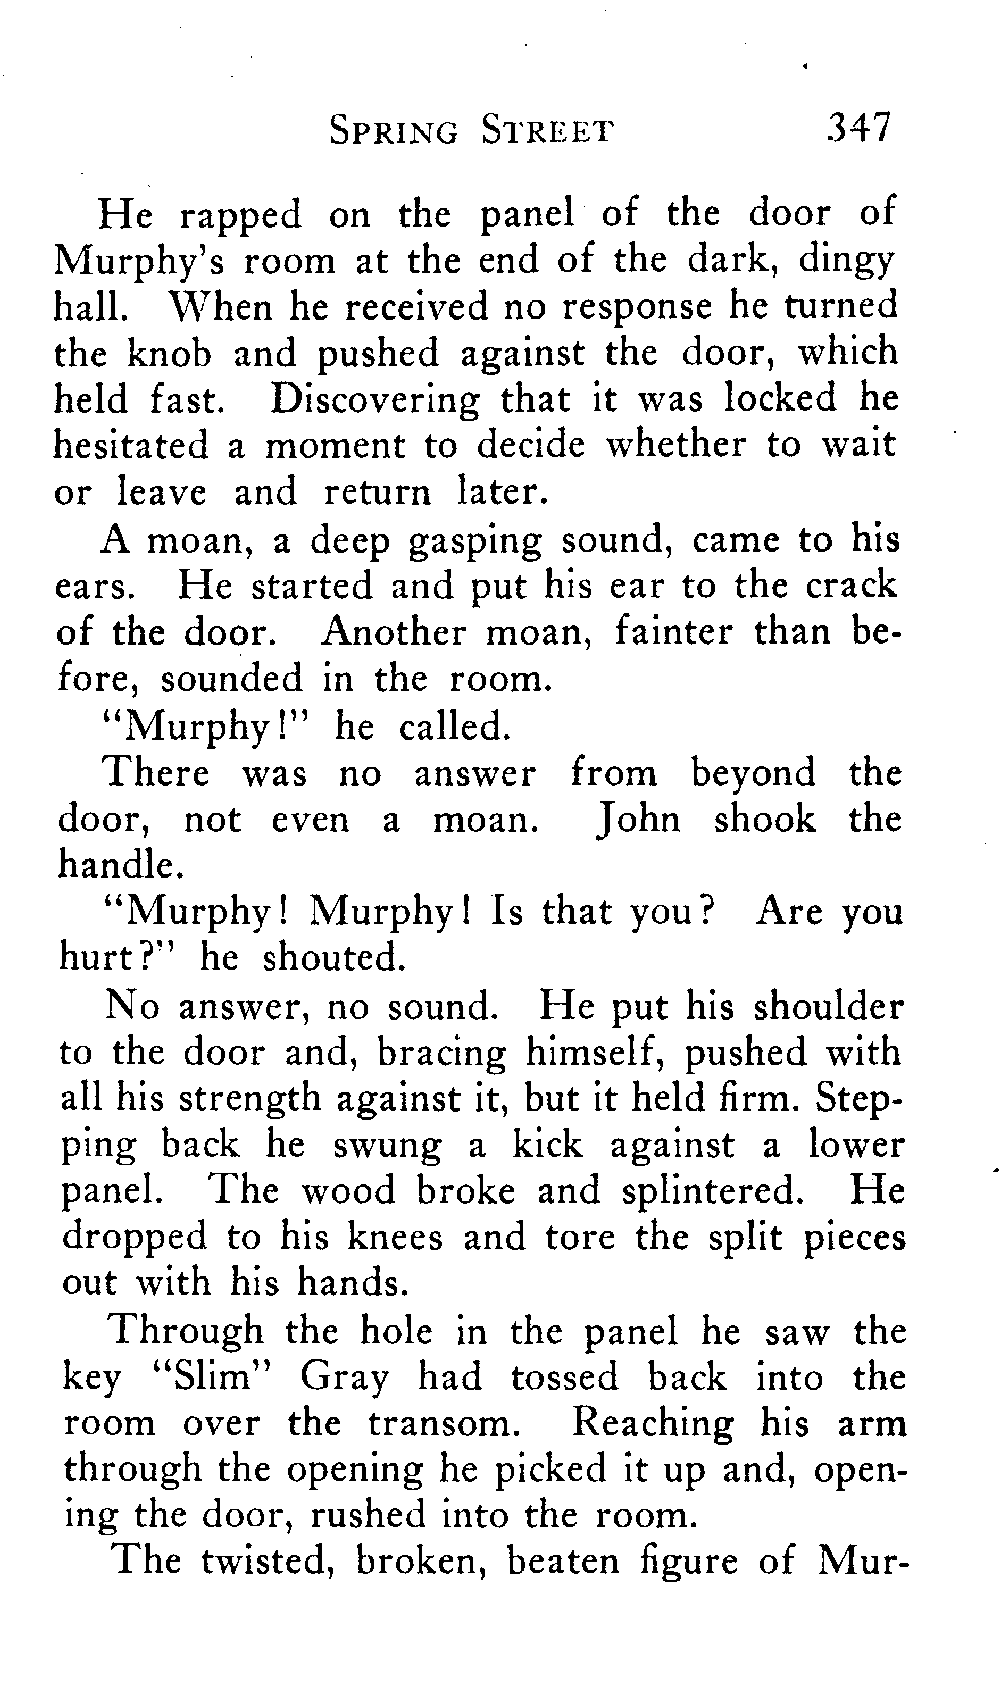 SPRING STREET 347
He rapped on the panel of the door of
Murphy's room at the end of the dark, dingy
hall. When he received no response he turned
the knob and pushed against the door, which
held fast. Discovering that it was locked he
hesitated a moment to decide whether to wait
or leave and return later.
A moan, a deep gasping sound, came to his
ears. He started and put his ear to the crack
of the door. Another moan, fainter than be-
fore, sounded in the room.
"Murphy!" he called.
There was no answer from beyond the
door, not even a moan. John shook the
handle.
"Murphy! Murphy! Is that you? Are you
hurt?" he shouted.
No answer, no sound. He put his shoulder
to the door and, bracing himself, pushed with
all his strength against it, but it held firm. Step-
ping back he swung a kick against a lower
panel. The wood broke and splintered. He
dropped to his knees and tore the split pieces
out with his hands.
Through the hole in the panel he saw the
key "Slim" Gray had tossed back into the
room over the transom. Reaching his arm
through the opening he picked it up and, open-
ing the door, rushed into the room.
The twisted, broken, beaten figure of Mur-